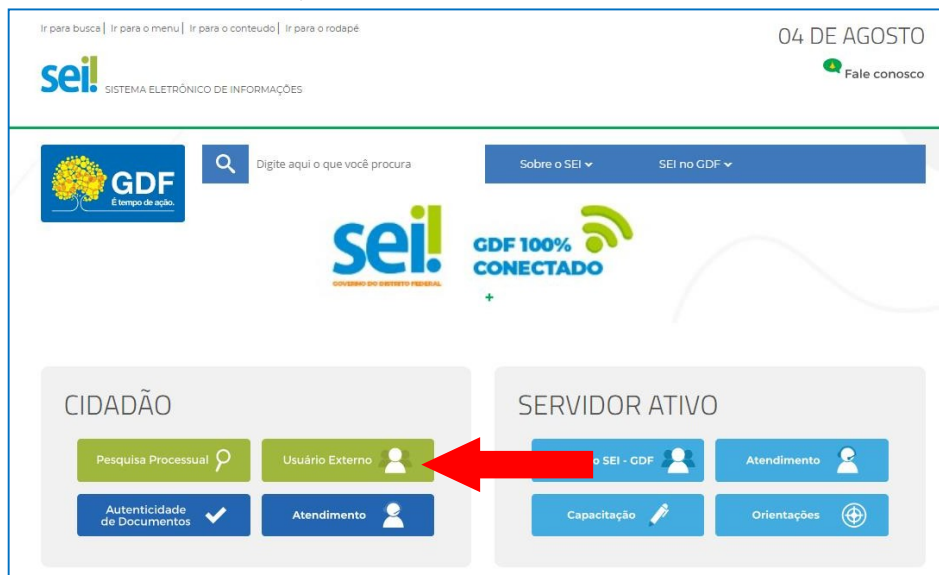 Ir para busca| Ir para o menu| Ir para o conteudo| Ir para o rodapé
04 DE AGOSTO
Fale conosco
sei! SISTEMA ELETRÔNICO DE INFORMAÇÕES
GDF
É tempo de ação.
Digite aqui o que você procura
Sobre o SEI
SEI no GDF
sei!
GOVERNO DO DISTRITO FEDERAL
GDF 100%
CONECTADO
+
CIDADÃO
Pesquisa Processual
Usuário Externo
Autenticidade
de Documentos
Atendimento
SERVIDOR ATIVO
o SEI - GDF
Atendimento
Capacitação
Orientações